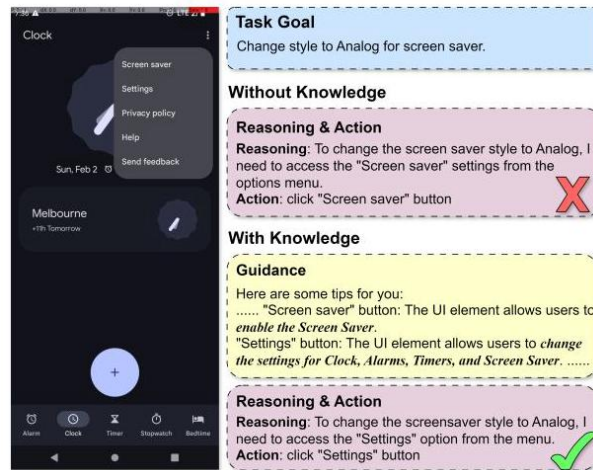 7:36
LTE
Clock
Screen saver
Settings
Privacy policy
Help
Send feedback
Sun, Feb 2
Melbourne
+11h Tomorrow
+
Alarm
Clock
Timer
Stopwatch
Bedtime
Task Goal
Change style to Analog for screen saver.
Without Knowledge
Reasoning & Action
Reasoning: To change the screen saver style to Analog, I
need to access the "Screen saver" settings from the
options menu.
Action: click "Screen saver" button
With Knowledge
Guidance
Here are some tips for you:
...... "Screen saver" button: The UI element allows users to
enable the Screen Saver.
"Settings" button: The UI element allows users to change
the settings for Clock, Alarms, Timers, and Screen Saver. ......
Reasoning & Action
Reasoning: To change the screensaver style to Analog, I
need to access the "Settings" option from the menu.
Action: click "Settings" button